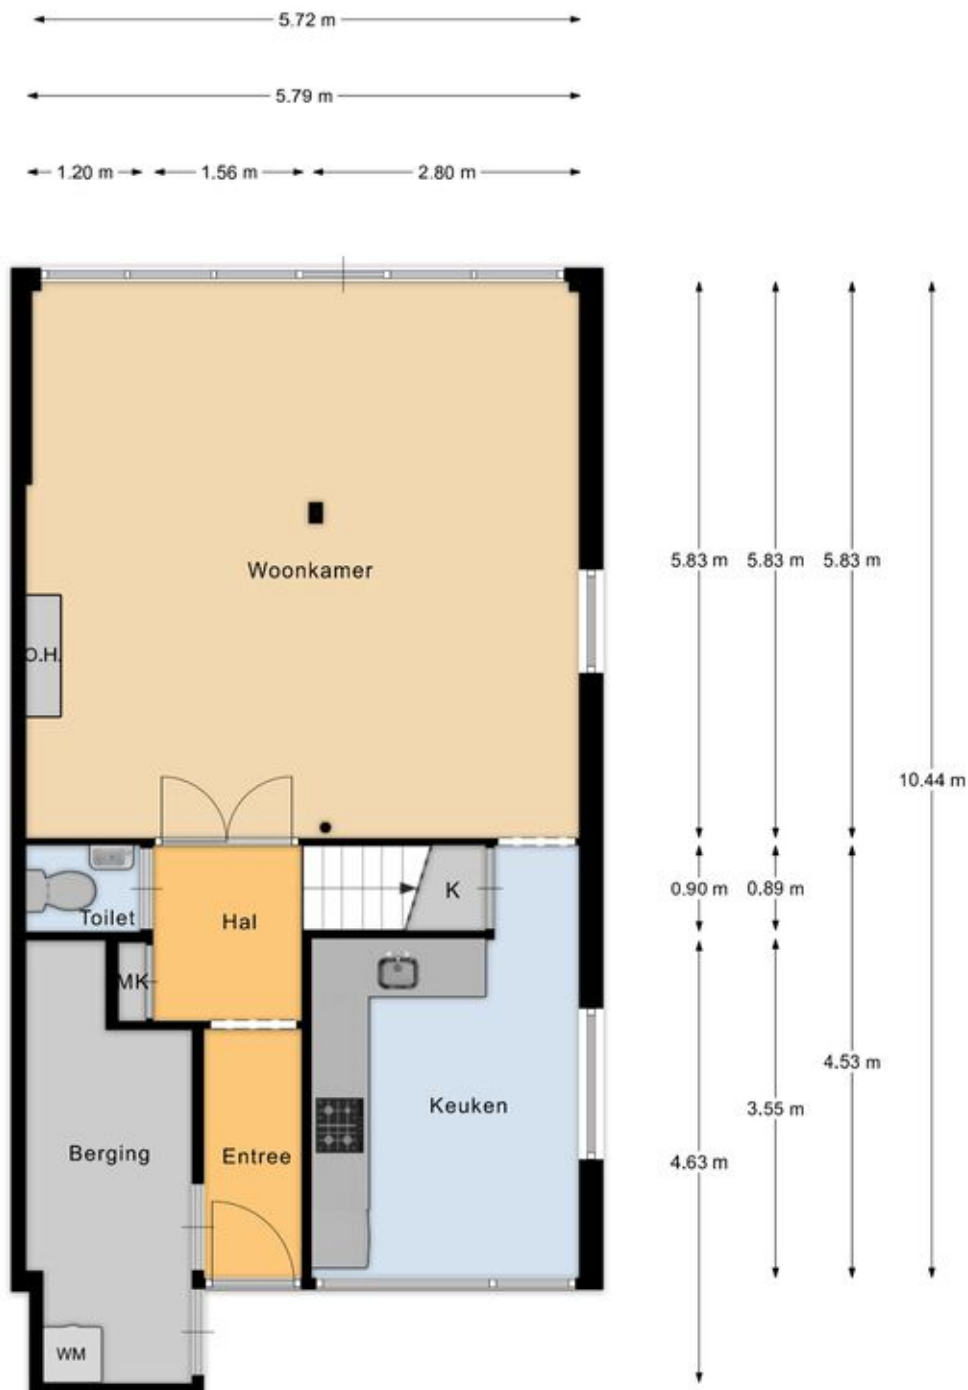 5.72 m
5.79 m
1.20 m 1.56 m 2.80 m
Woonkamer
5.83 m 5.83 m 5.83 m
O.H.
10.44 m
K
0.90 m 0.89 m
Toilet Hal
MK
4.53 m
Keuken
3.55 m
Berging Entree
4.63 m
WM